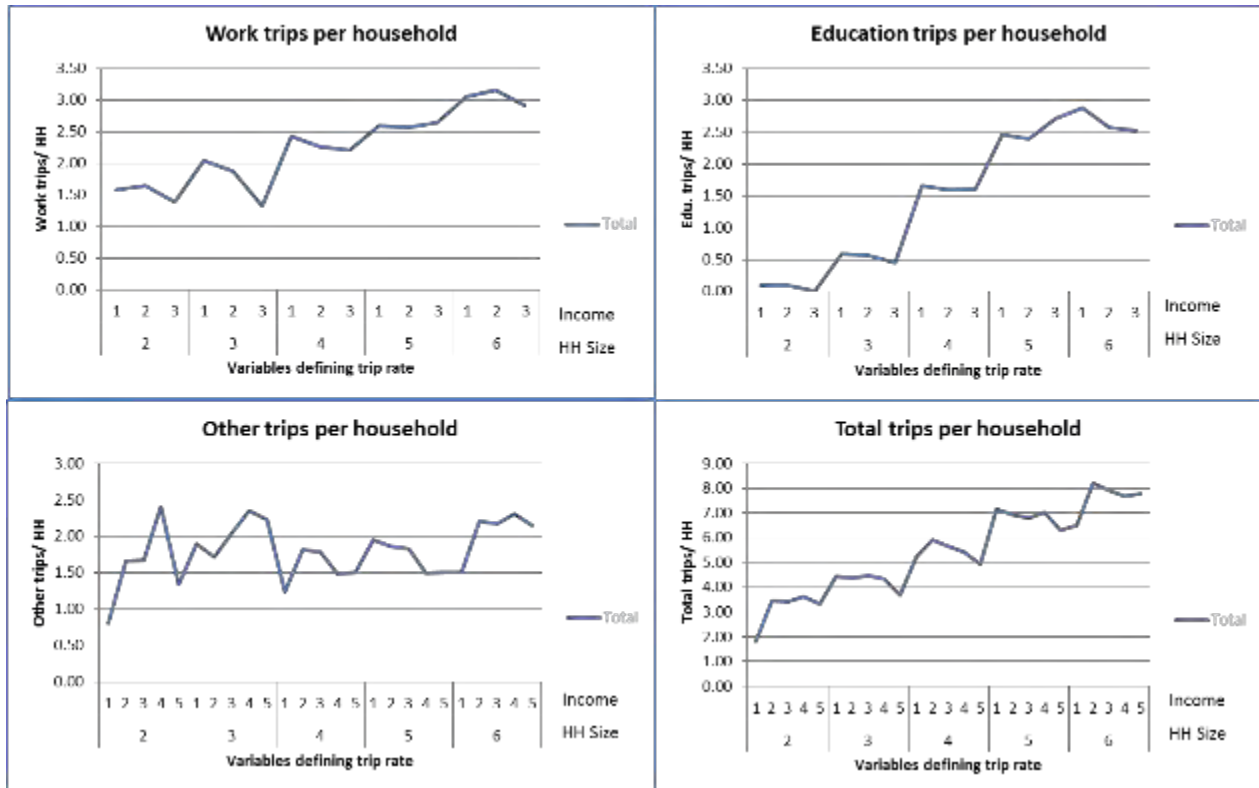 Work trips per household
3.50
3.00
2.50
2.00
1.50
1.00
0.50
0.00
Work trips/ HH
1 2 3 1 2 3 1 2 3 1 2 3 1 2 3
2 3 4 5 6
Income
HH Size
Variables defining trip rate
Total
Education trips per household
3.50
3.00
2.50
2.00
1.50
1.00
0.50
0.00
Edu. trips/ HH
1 2 3 1 2 3 1 2 3 1 2 3 1 2 3
2 3 4 5 6
Income
HH Size
Variables defining trip rate
Total
Other trips per household
3.00
2.50
2.00
1.50
1.00
0.50
0.00
Other trips/ HH
1 2 3 4 5 1 2 3 4 5 1 2 3 4 5 1 2 3 4 5 1 2 3 4 5
2 3 4 5 6
Income
HH Size
Variables defining trip rate
Total
Total trips per household
9.00
8.00
7.00
6.00
5.00
4.00
3.00
2.00
1.00
0.00
Total trips/ HH
1 2 3 4 5 1 2 3 4 5 1 2 3 4 5 1 2 3 4 5 1 2 3 4 5
2 3 4 5 6
Income
HH Size
Variables defining trip rate
Total